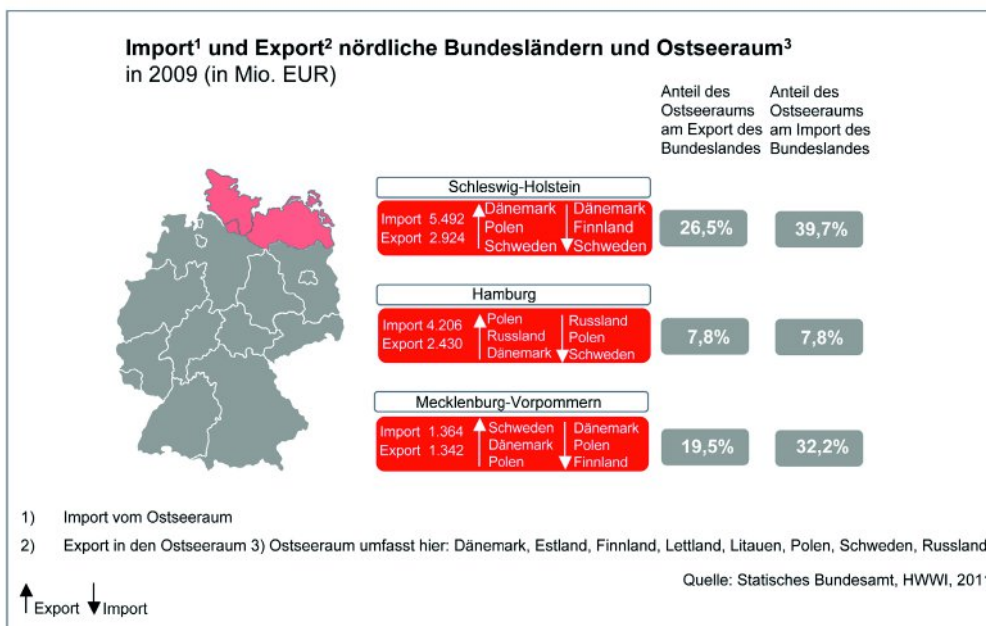 Import¹ und Export² nördliche Bundesländern und Ostseeraum³
in 2009 (in Mio. EUR)
Anteil des
Ostseeraums
am Export des
Bundeslandes
Anteil des
Ostseeraums
am Import des
Bundeslandes
Schleswig-Holstein
Import 5.492
Export 2.924
Dänemark
Polen
Schweden
Dänemark
Finnland
Schweden
26,5%
39,7%
Hamburg
Import 4.206
Export 2.430
Polen
Russland
Dänemark
Russland
Polen
Schweden
7,8%
7,8%
Mecklenburg-Vorpommern
Import 1.364
Export 1.342
Schweden
Dänemark
Polen
Dänemark
Polen
Finnland
19,5%
32,2%
1) Import vom Ostseeraum
2) Export in den Ostseeraum 3) Ostseeraum umfasst hier: Dänemark, Estland, Finnland, Lettland, Litauen, Polen, Schweden, Russland
Quelle: Statisches Bundesamt, HWWI, 2011
Export Import